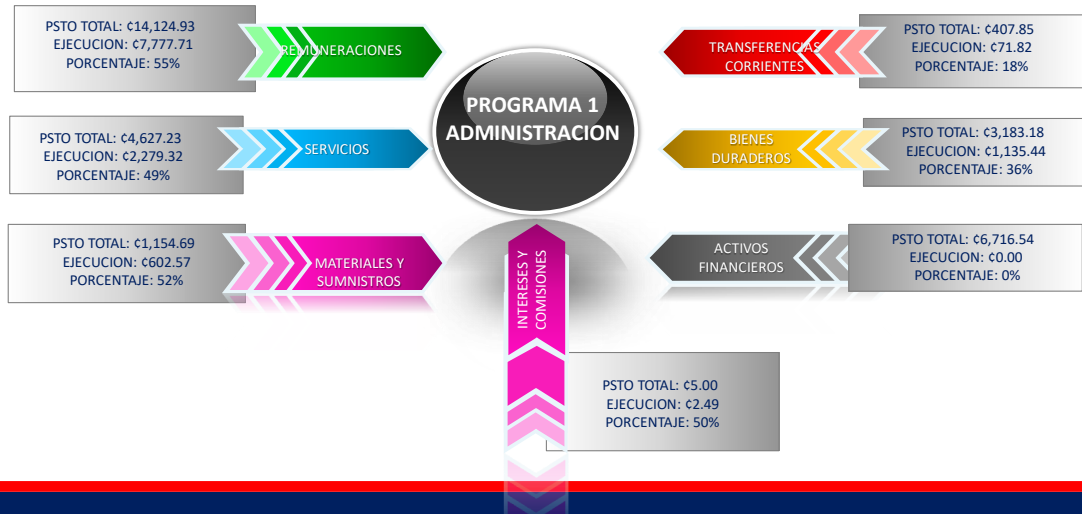 PSTO TOTAL: ¢14,124.93
EJECUCION: ¢7,777.71
PORCENTAJE: 55%
REMUNERACIONES
PSTO TOTAL: ¢4,627.23
EJECUCION: ¢2,279.32
PORCENTAJE: 49%
SERVICIOS
PSTO TOTAL: ¢1,154.69
EJECUCION: ¢602.57
PORCENTAJE: 52%
MATERIALES Y
SUMNISTROS
PROGRAMA 1
ADMINISTRACION
INTERESES Y
COMISIONES
PSTO TOTAL: ¢5.00
EJECUCION: ¢2.49
PORCENTAJE: 50%
TRANSFERENCIAS
CORRIENTES
PSTO TOTAL: ¢407.85
EJECUCION: ¢71.82
PORCENTAJE: 18%
BIENES
DURADEROS
PSTO TOTAL: ¢3,183.18
EJECUCION: ¢1,135.44
PORCENTAJE: 36%
ACTIVOS
FINANCIEROS
PSTO TOTAL: ¢6,716.54
EJECUCION: ¢0.00
PORCENTAJE: 0%